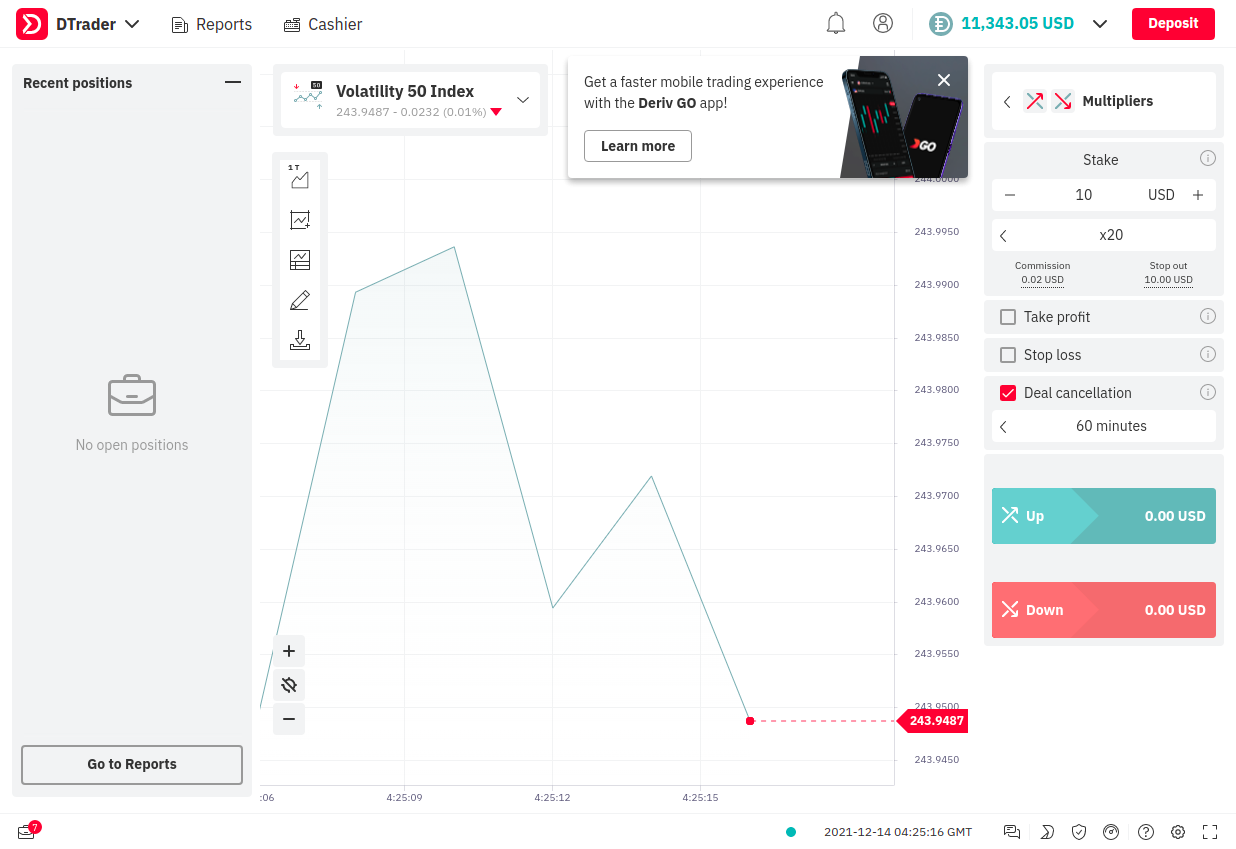 DTrader
Reports
Cashier
11,343.05 USD
Deposit
Recent positions
No open positions
Go to Reports
50
Volatility 50 Index
243.9487 - 0.0232 (0.01%)
1 T
Get a faster mobile trading experience
with the Deriv GO app!
Learn more
GO
244.0000
243.9950
243.9900
243.9850
243.9800
243.9750
243.9700
243.9650
243.9600
243.9550
243.9500
243.9487
243.9450
:06
4:25:09
4:25:12
4:25:15
Multipliers
Stake
10
USD
x20
Commission
Stop out
0.02 USD
10.00 USD
Take profit
Stop loss
Deal cancellation
60 minutes
Up
0.00 USD
Down
0.00 USD
7
2021-12-14 04:25:16 GMT